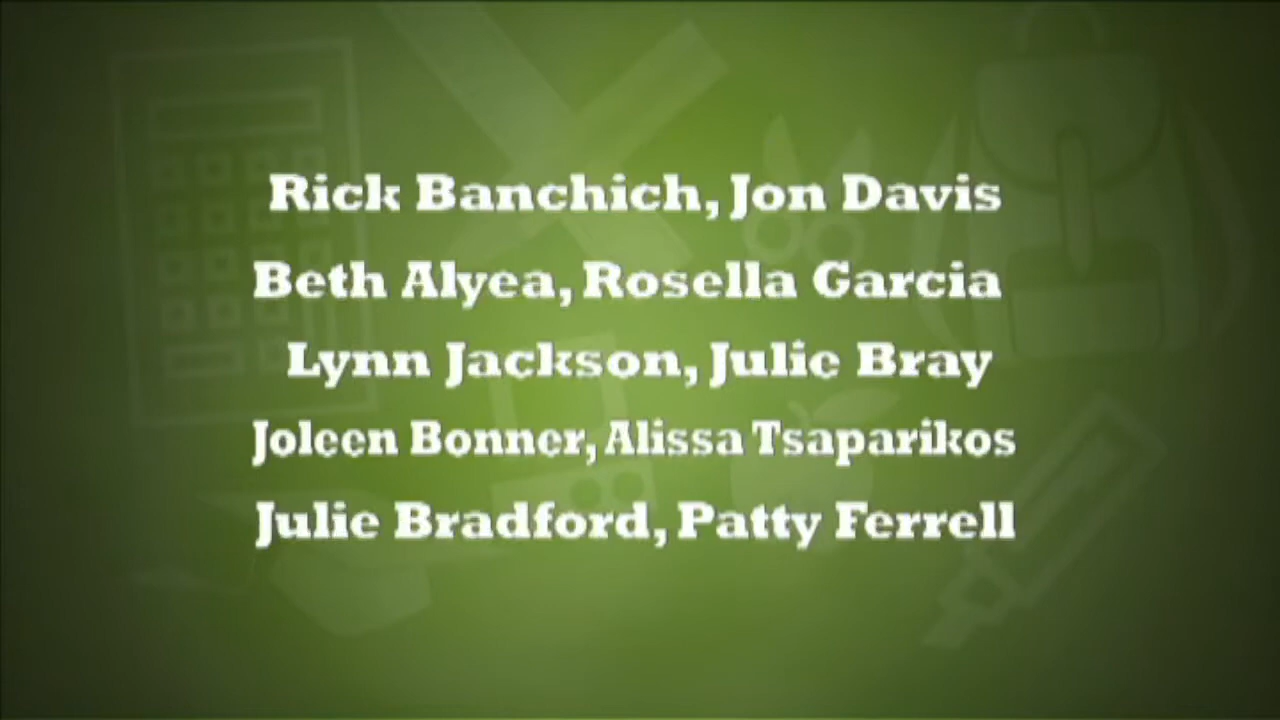 Rick Banchich, Jon Davis
Beth Alyea, Rosella Garcia
Lynn Jackson, Julie Bray
Joleen Bonner, Alissa Tsaparikos
Julie Bradford, Patty Ferrell